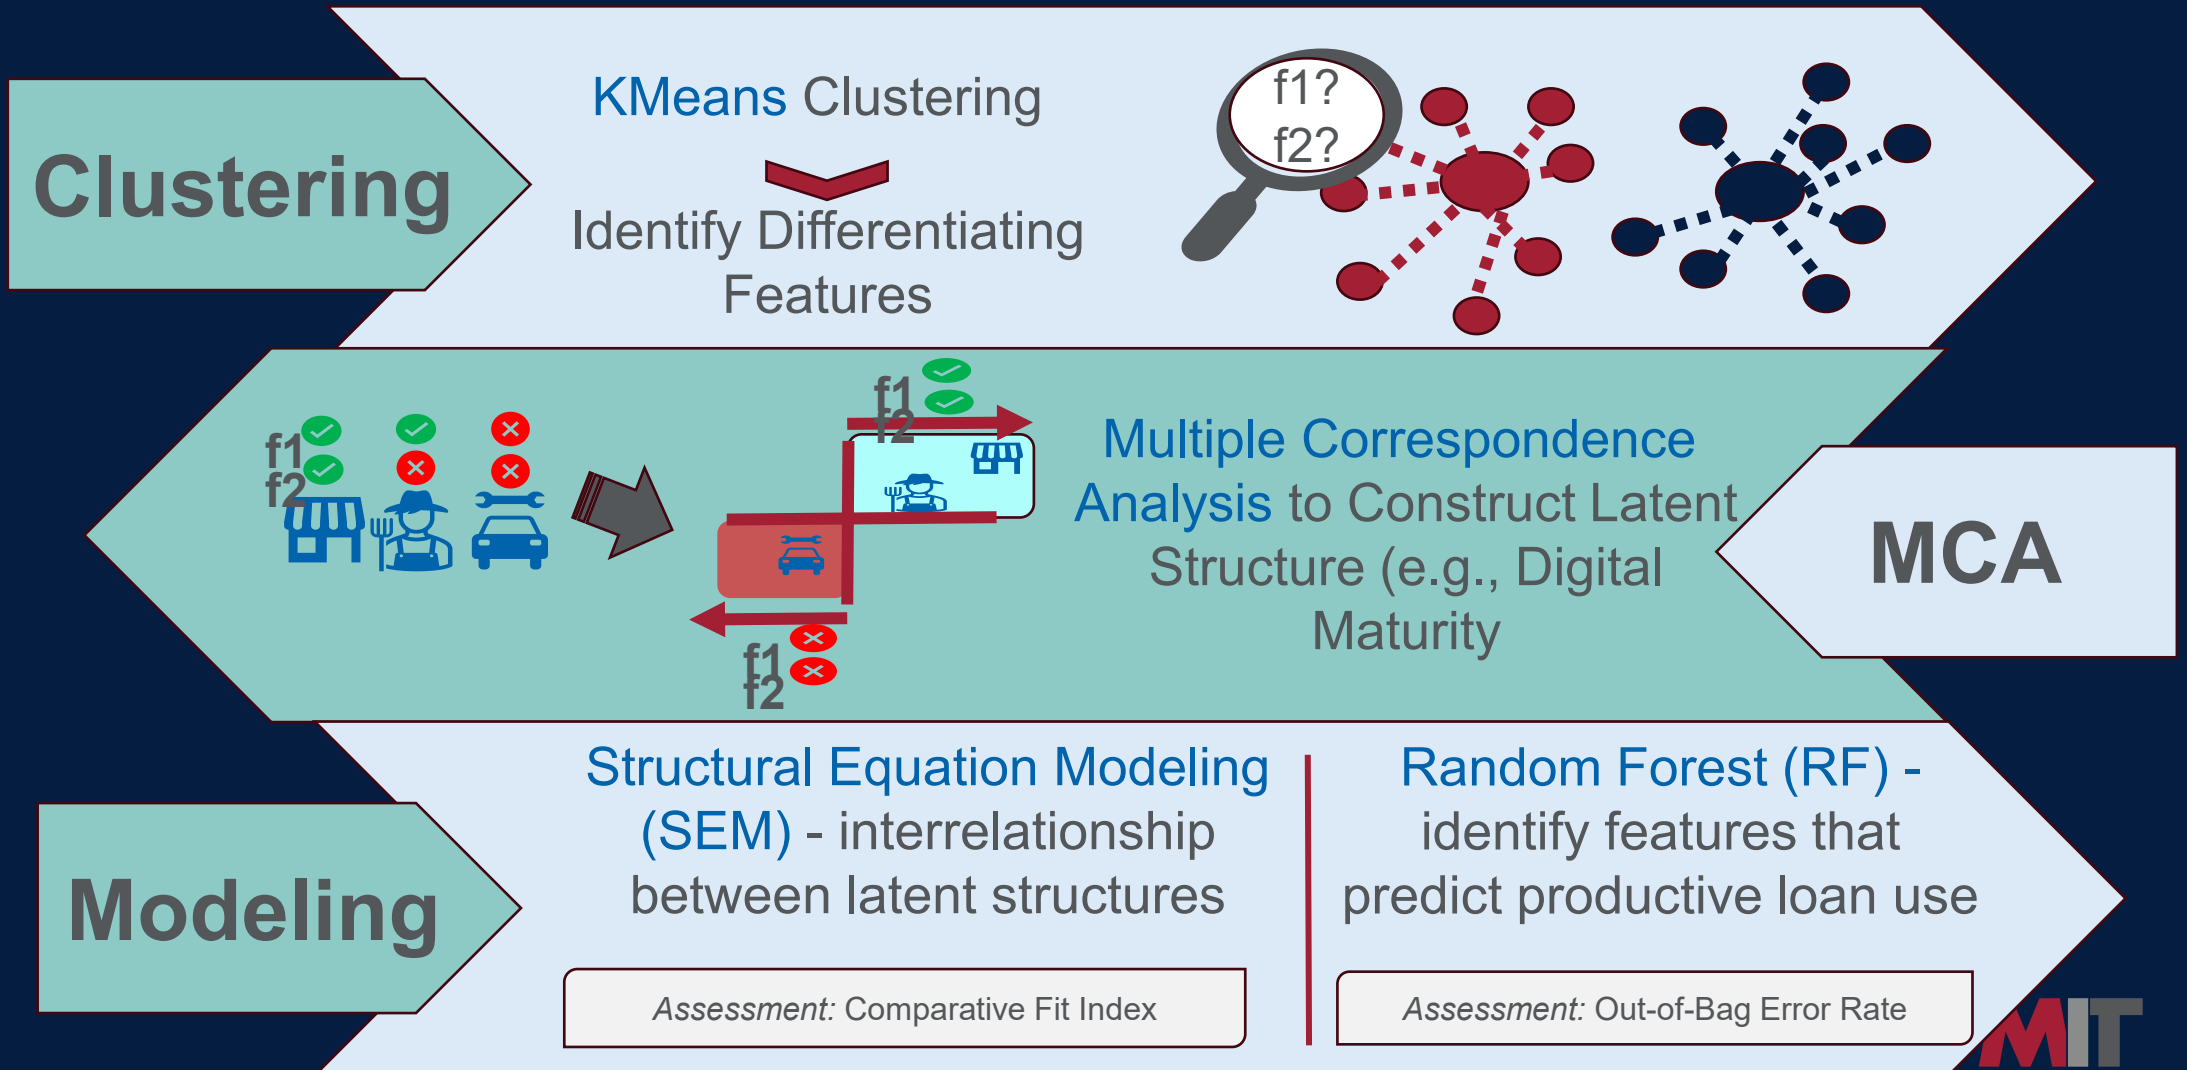 Clustering
KMeans Clustering
Identify Differentiating
Features
f1?
f2?
f1
f2
f1
f2
f1
f2
Multiple Correspondence
Analysis to Construct Latent
Structure (e.g., Digital
Maturity
MCA
Modeling
Structural Equation Modeling
(SEM) - interrelationship
between latent structures
Assessment: Comparative Fit Index
Random Forest (RF) -
identify features that
predict productive loan use
Assessment: Out-of-Bag Error Rate
MIT